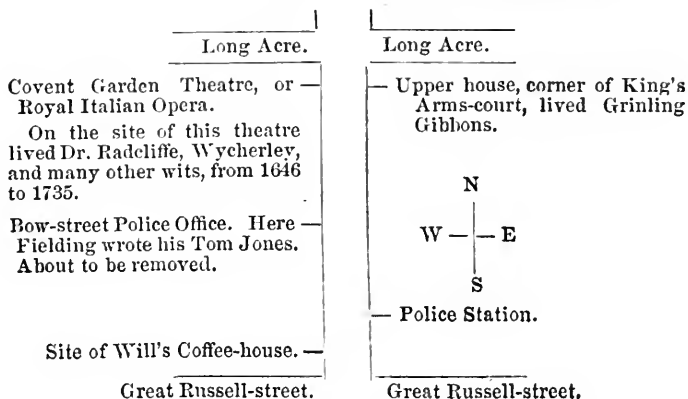 Long Acre.
Covent Garden Theatre, or
Royal Italian Opera.
On the site of this theatre
lived Dr. Radcliffe, Wycherley,
and many other wits, from 1646
to 1735.
Bow-street Police Office. Here
Fielding wrote his Tom Jones.
About to be removed.
Site of Will's Coffee-house.
Great Russell-street.
Long Acre.
Upper house, corner of King's
Arms-court, lived Grinling
Gibbons.
N
W E
S
Police Station.
Great Russell-street.